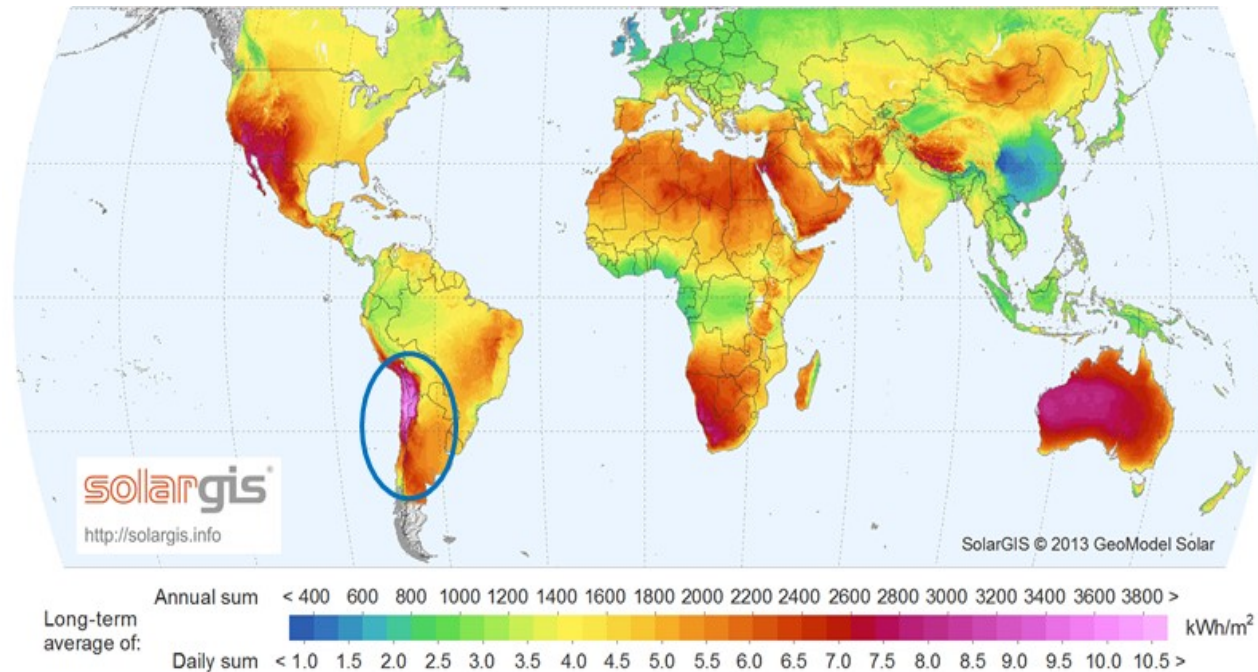 solargis®
http://solargis.info
SolarGIS © 2013 GeoModel Solar
Annual sum < 400 600 800 1000 1200 1400 1600 1800 2000 2200 2400 2600 2800 3000 3200 3400 3600 3800 >
Long-term
average of:
kWh/m²
Daily sum < 1.0 1.5 2.0 2.5 3.0 3.5 4.0 4.5 5.0 5.5 6.0 6.5 7.0 7.5 8.0 8.5 9.0 9.5 10.0 10.5 >